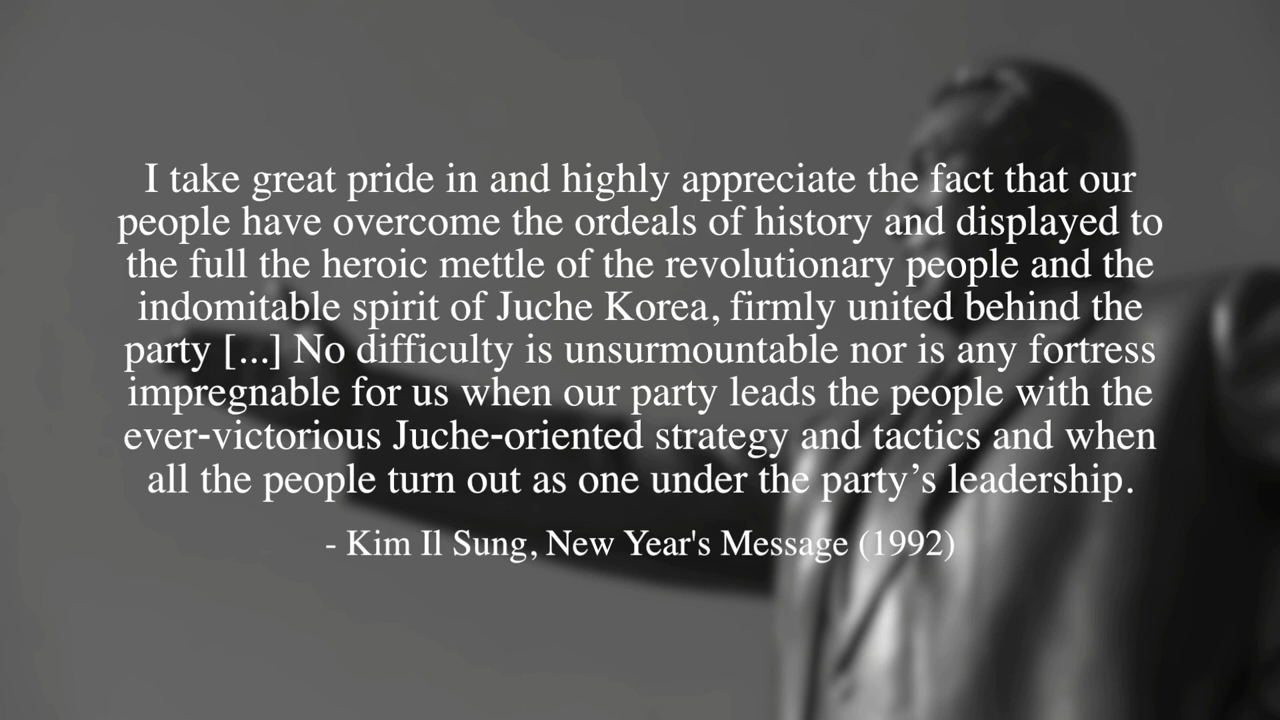 I take great pride in and highly appreciate the fact that our
people have overcome the ordeals of history and displayed to
the full the heroic mettle of the revolutionary people and the
indomitable spirit of Juche Korea, firmly united behind the
party [...] No difficulty is unsurmountable nor is any fortress
impregnable for us when our party leads the people with the
ever-victorious Juche-oriented strategy and tactics and when
all the people turn out as one under the party’s leadership.
- Kim Il Sung, New Year's Message (1992)